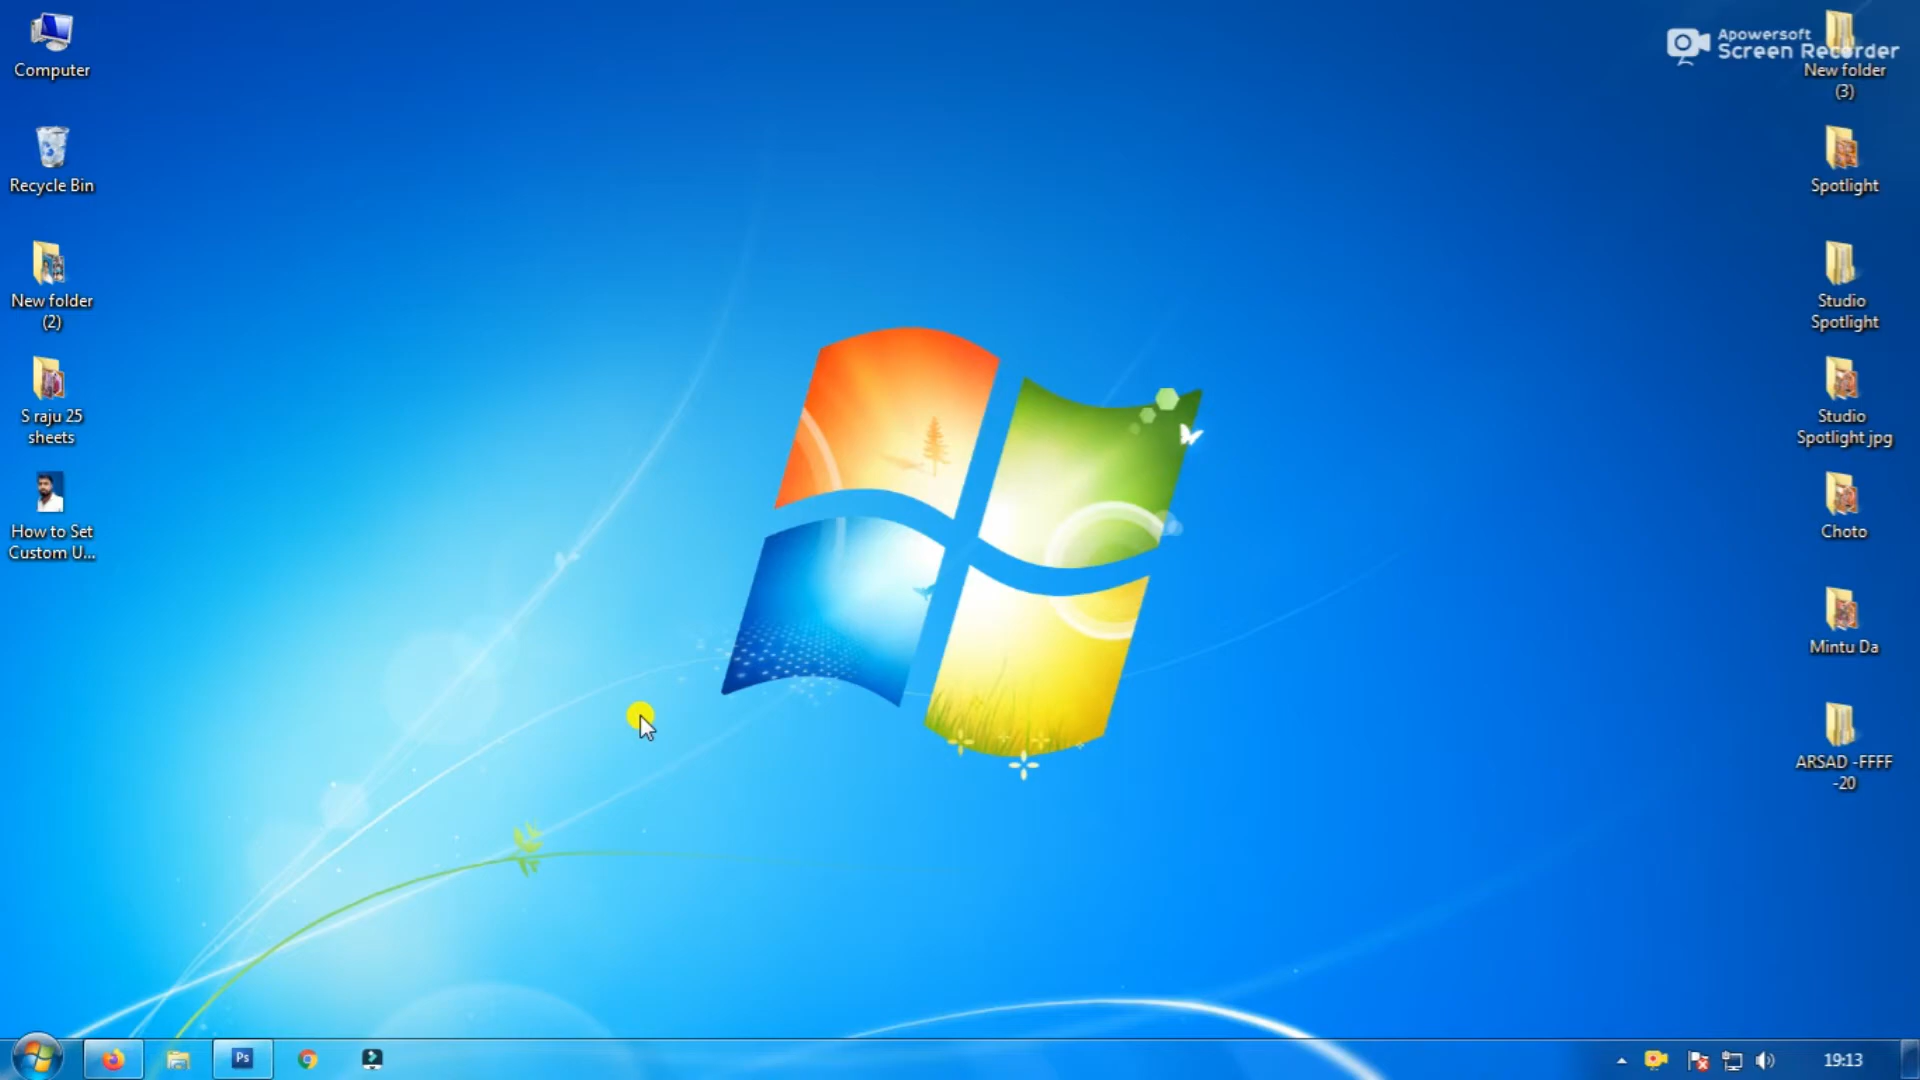 Computer
Recycle Bin
New folder
(2)
S raju 25
sheets
How to Set
Custom U...
Apowersoft
Screen Recorder
New folder
(3)
Spotlight
Studio
Spotlight
Studio
Spotlight jpg
Choto
Mintu Da
ARSAD -FFFF
-20
Ps
19:13